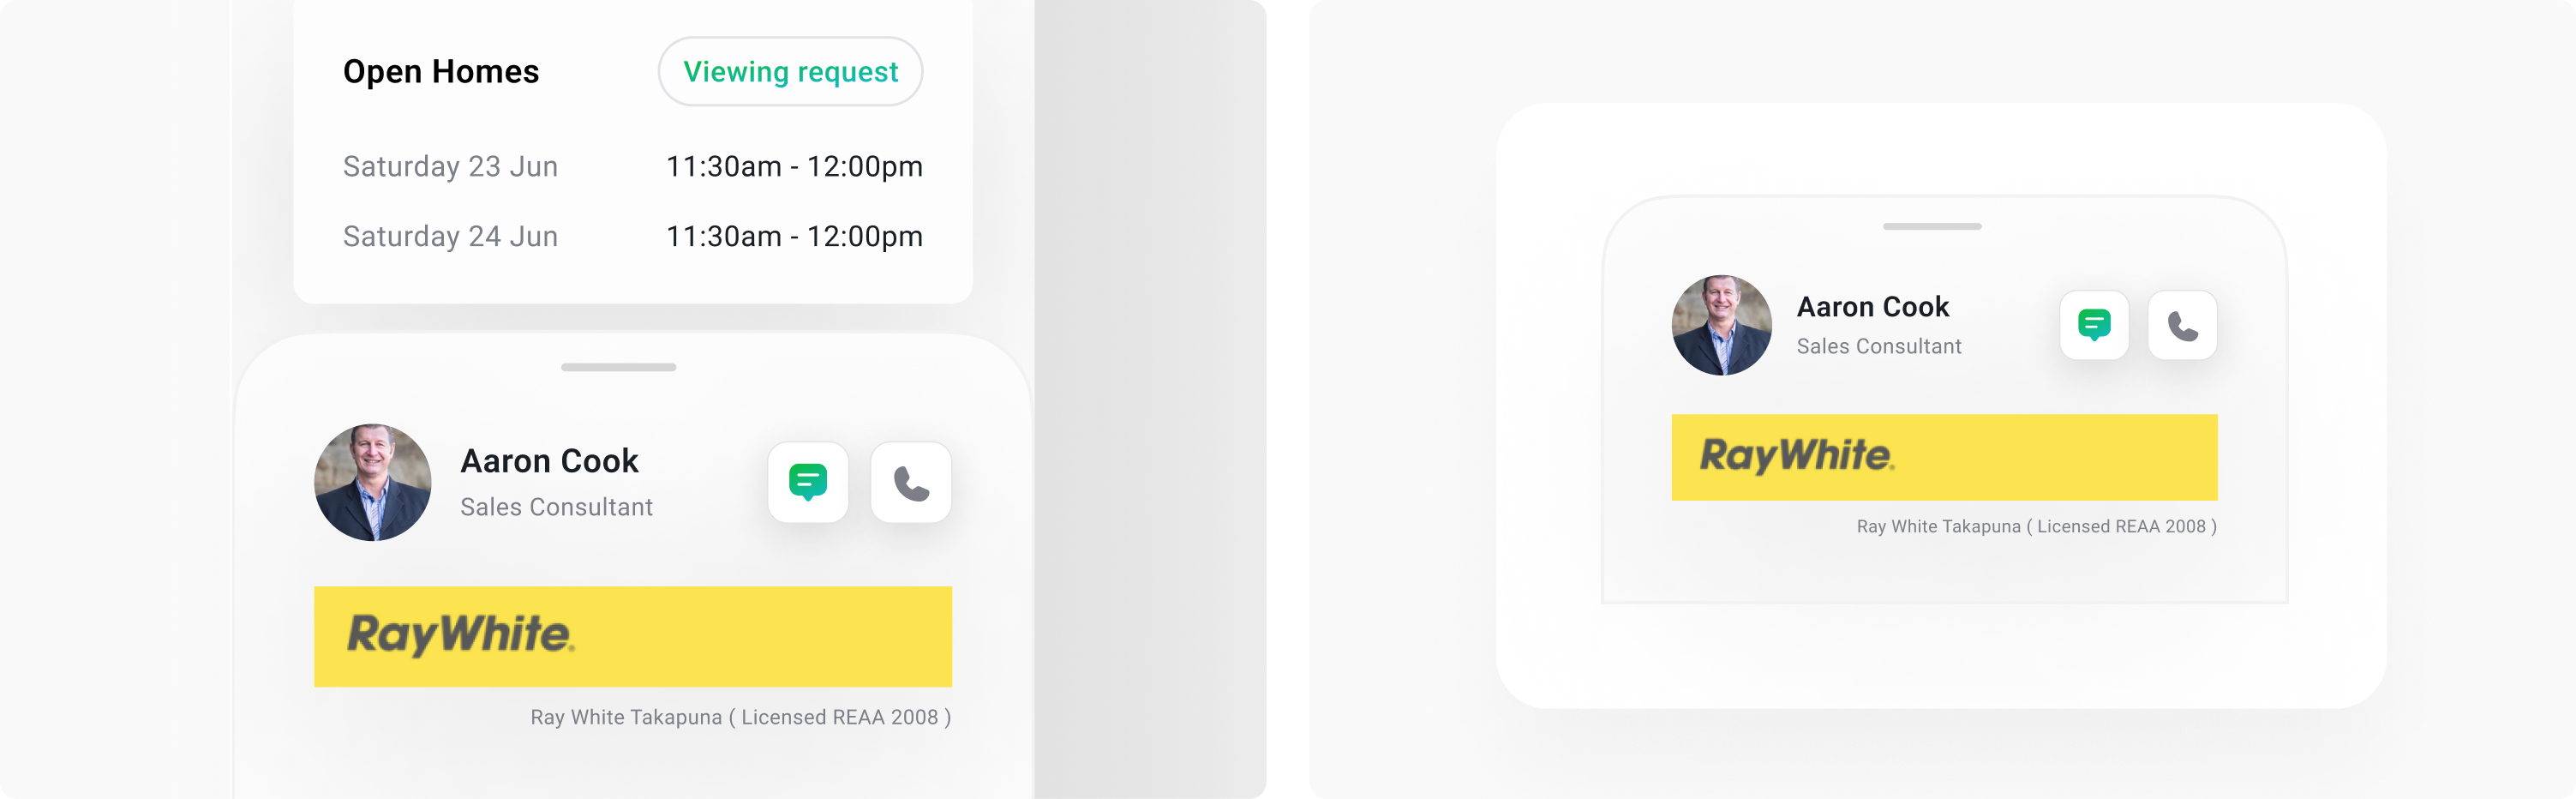 Open Homes
Viewing request
Saturday 23 Jun
11:30am - 12:00pm
Saturday 24 Jun
11:30am - 12:00pm
Aaron Cook
Sales Consultant
RayWhite.
Ray White Takapuna ( Licensed REAA 2008 )
Aaron Cook
Sales Consultant
RayWhite.
Ray White Takapuna ( Licensed REAA 2008 )